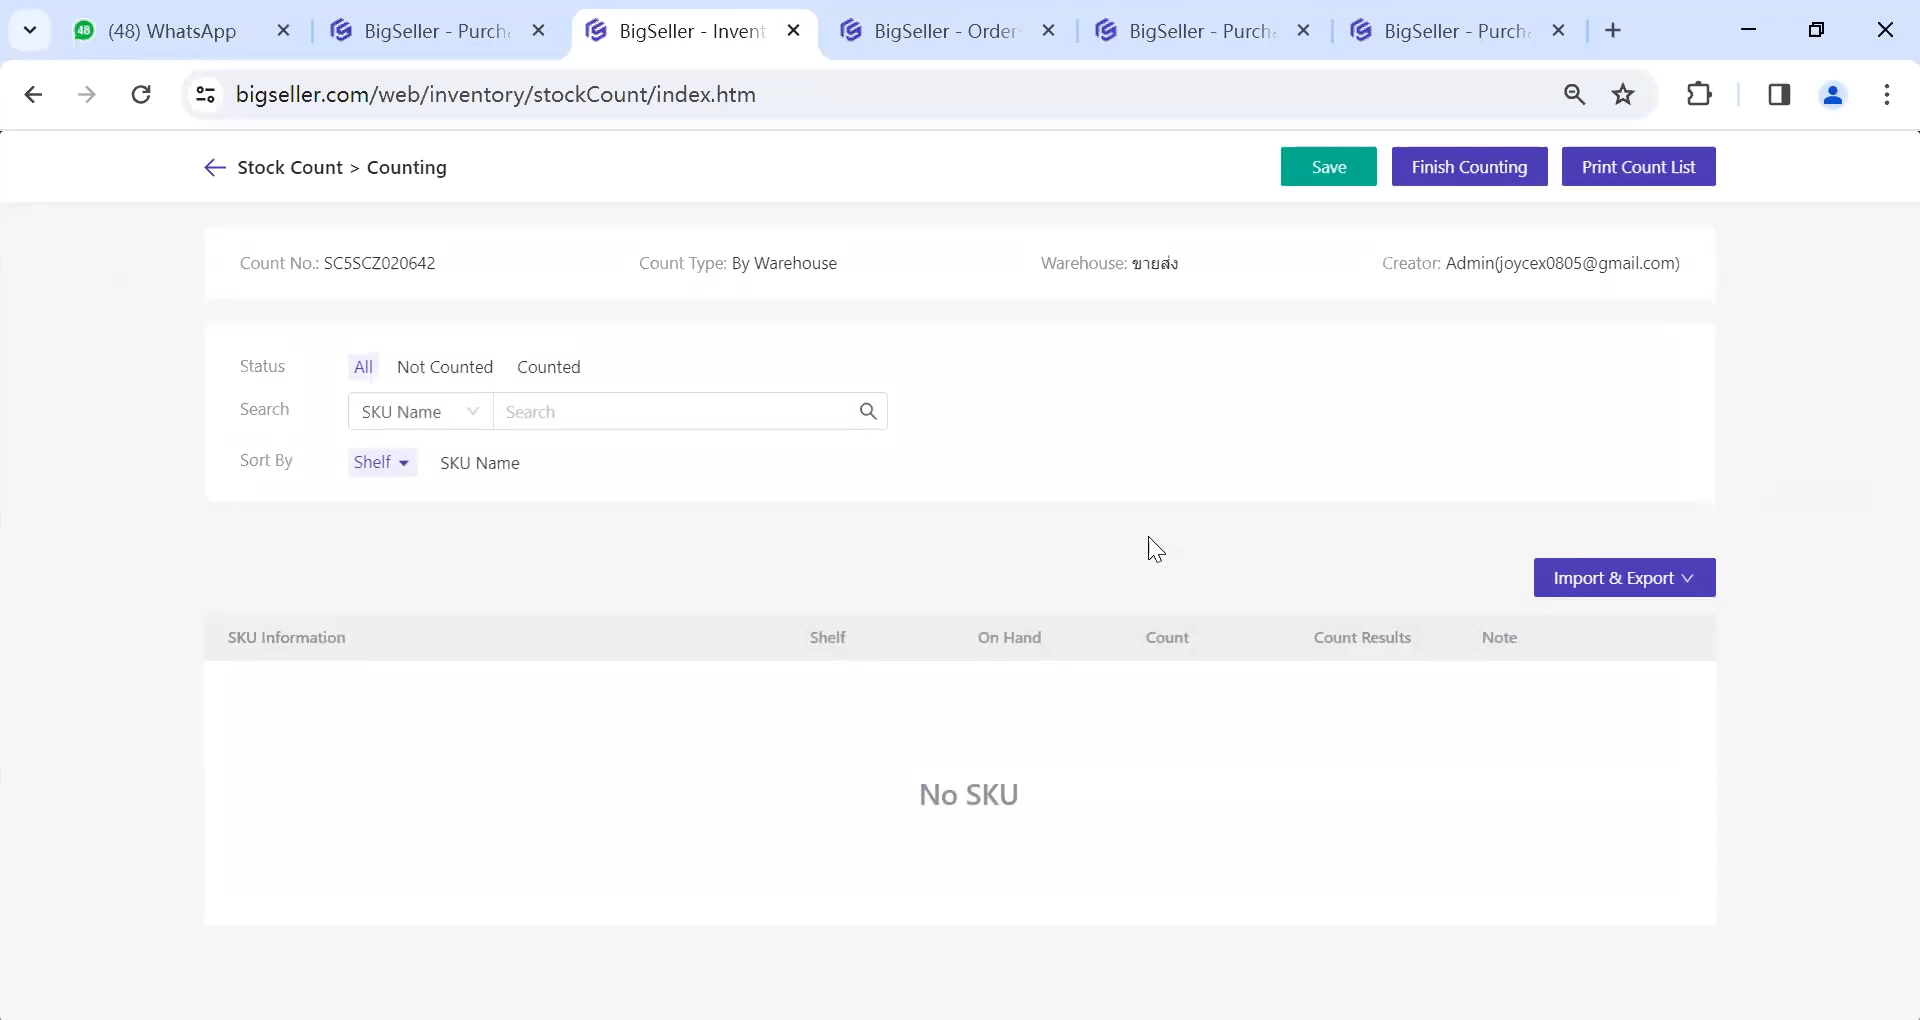 (48) WhatsApp
BigSeller - Purch
BigSeller - Invent
BigSeller - Order
BigSeller - Purch
BigSeller - Purch
bigseller.com/web/inventory/stockCount/index.htm
Stock Count > Counting
Save
Finish Counting
Print Count List
Count No.: SC5SCZ020642
Count Type: By Warehouse
Warehouse: ขายส่ง
Creator: Admin(joycex0805@gmail.com)
Status
All
Not Counted
Counted
Search
SKU Name
Search
Sort By
Shelf
SKU Name
Import & Export
SKU Information
Shelf
On Hand
Count
Count Results
Note
No SKU